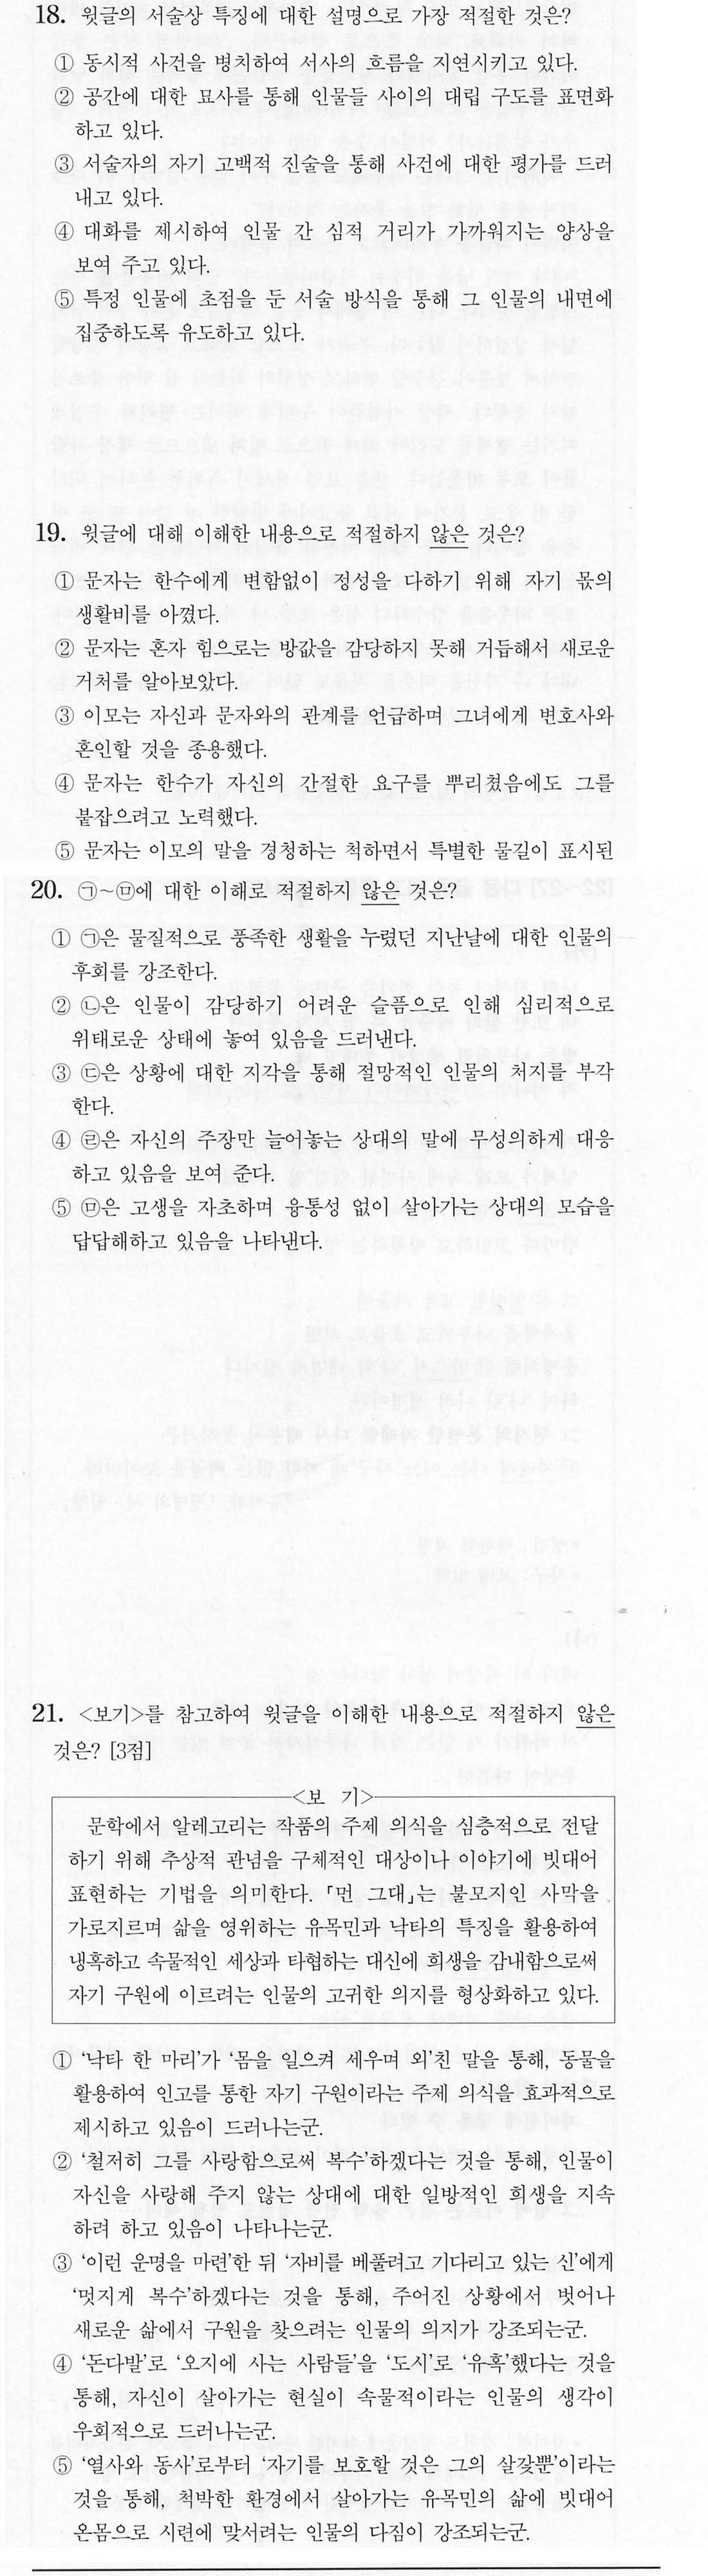 18. 윗글의 서술상 특징에 대한 설명으로 가장 적절한 것은?
① 동시적 사건을 병치하여 서사의 흐름을 지연시키고 있다.
② 공간에 대한 묘사를 통해 인물들 사이의 대립 구도를 표면화
하고 있다.
③ 서술자의 자기 고백적 진술을 통해 사건에 대한 평가를 드러
내고 있다.
④ 대화를 제시하여 인물 간 심적 거리가 가까워지는 양상을
보여 주고 있다.
⑤ 특정 인물에 초점을 둔 서술 방식을 통해 그 인물의 내면에
집중하도록 유도하고 있다.
19. 윗글에 대해 이해한 내용으로 적절하지 않은 것은?
① 문자는 한수에게 변함없이 정성을 다하기 위해 자기 몫의
생활비를 아꼈다.
② 문자는 혼자 힘으로는 방값을 감당하지 못해 거듭해서 새로운
거처를 알아보았다.
③ 이모는 자신과 문자와의 관계를 언급하며 그녀에게 변호사와
혼인할 것을 종용했다.
④ 문자는 한수가 자신의 간절한 요구를 뿌리쳤음에도 그를
붙잡으려고 노력했다.
⑤ 문자는 이모의 말을 경청하는 척하면서 특별한 물길이 표시된
20. ㉠~㉤에 대한 이해로 적절하지 않은 것은?
① ㉠은 물질적으로 풍족한 생활을 누렸던 지난날에 대한 인물의
후회를 강조한다.
② ㉡은 인물이 감당하기 어려운 슬픔으로 인해 심리적으로
위태로운 상태에 놓여 있음을 드러낸다.
③ ㉢은 상황에 대한 지각을 통해 절망적인 인물의 처지를 부각
한다.
④ ㉣은 자신의 주장만 늘어놓는 상대의 말에 무성의하게 대응
하고 있음을 보여 준다.
⑤ ㉤은 고생을 자초하며 융통성 없이 살아가는 상대의 모습을
답답해하고 있음을 나타낸다.
21. <보기>를 참고하여 윗글을 이해한 내용으로 적절하지 않은
것은? [3점]
<보 기>
문학에서 알레고리는 작품의 주제 의식을 심층적으로 전달
하기 위해 추상적 관념을 구체적인 대상이나 이야기에 빗대어
표현하는 기법을 의미한다. 「먼 그대」는 불모지인 사막을
가로지르며 삶을 영위하는 유목민과 낙타의 특징을 활용하여
냉혹하고 속물적인 세상과 타협하는 대신에 희생을 감내함으로써
자기 구원에 이르려는 인물의 고귀한 의지를 형상화하고 있다.
① ‘낙타 한 마리’가 ‘몸을 일으켜 세우며 외’친 말을 통해, 동물을
활용하여 인고를 통한 자기 구원이라는 주제 의식을 효과적으로
제시하고 있음이 드러나는군.
② ‘철저히 그를 사랑함으로써 복수’하겠다는 것을 통해, 인물이
자신을 사랑해 주지 않는 상대에 대한 일방적인 희생을 지속
하려 하고 있음이 나타나는군.
③ ‘이런 운명을 마련’한 뒤 ‘자비를 베풀려고 기다리고 있는 신’에게
‘멋지게 복수’하겠다는 것을 통해, 주어진 상황에서 벗어나
새로운 삶에서 구원을 찾으려는 인물의 의지가 강조되는군.
④ ‘돈다발’로 ‘오지에 사는 사람들’을 ‘도시’로 ‘유혹’했다는 것을
통해, 자신이 살아가는 현실이 속물적이라는 인물의 생각이
우회적으로 드러나는군.
⑤ ‘열사와 동사’로부터 ‘자기를 보호할 것은 그의 살갗뿐’이라는
것을 통해, 척박한 환경에서 살아가는 유목민의 삶에 빗대어
온몸으로 시련에 맞서려는 인물의 다짐이 강조되는군.